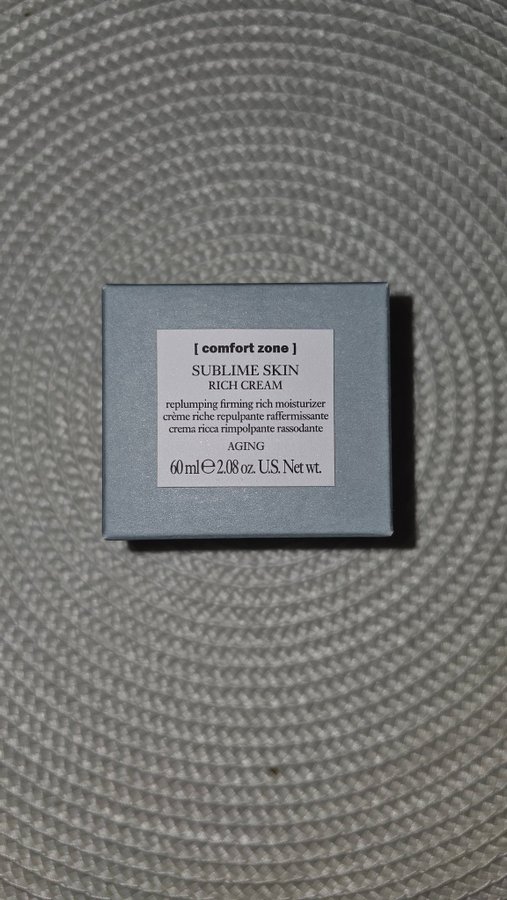 [ comfort zone ]
SUBLIME SKIN
RICH CREAM
replumping firming rich moisturizer
crème riche repulpante raffermissante
crema ricca rimpolpante rassodante
AGING
60 ml ℮ 2.08 oz. U.S. Net wt.